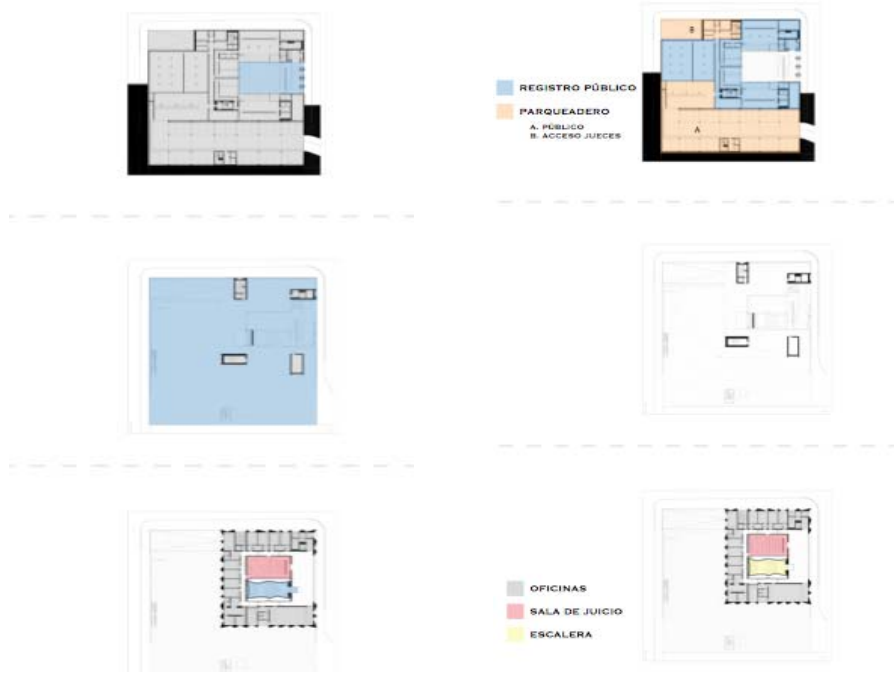 B
REGISTRO PÚBLICO
PARQUEADERO
A. PÚBLICO
B. ACCESO JUECES
A
OFICINAS
SALA DE JUICIO
ESCALERA